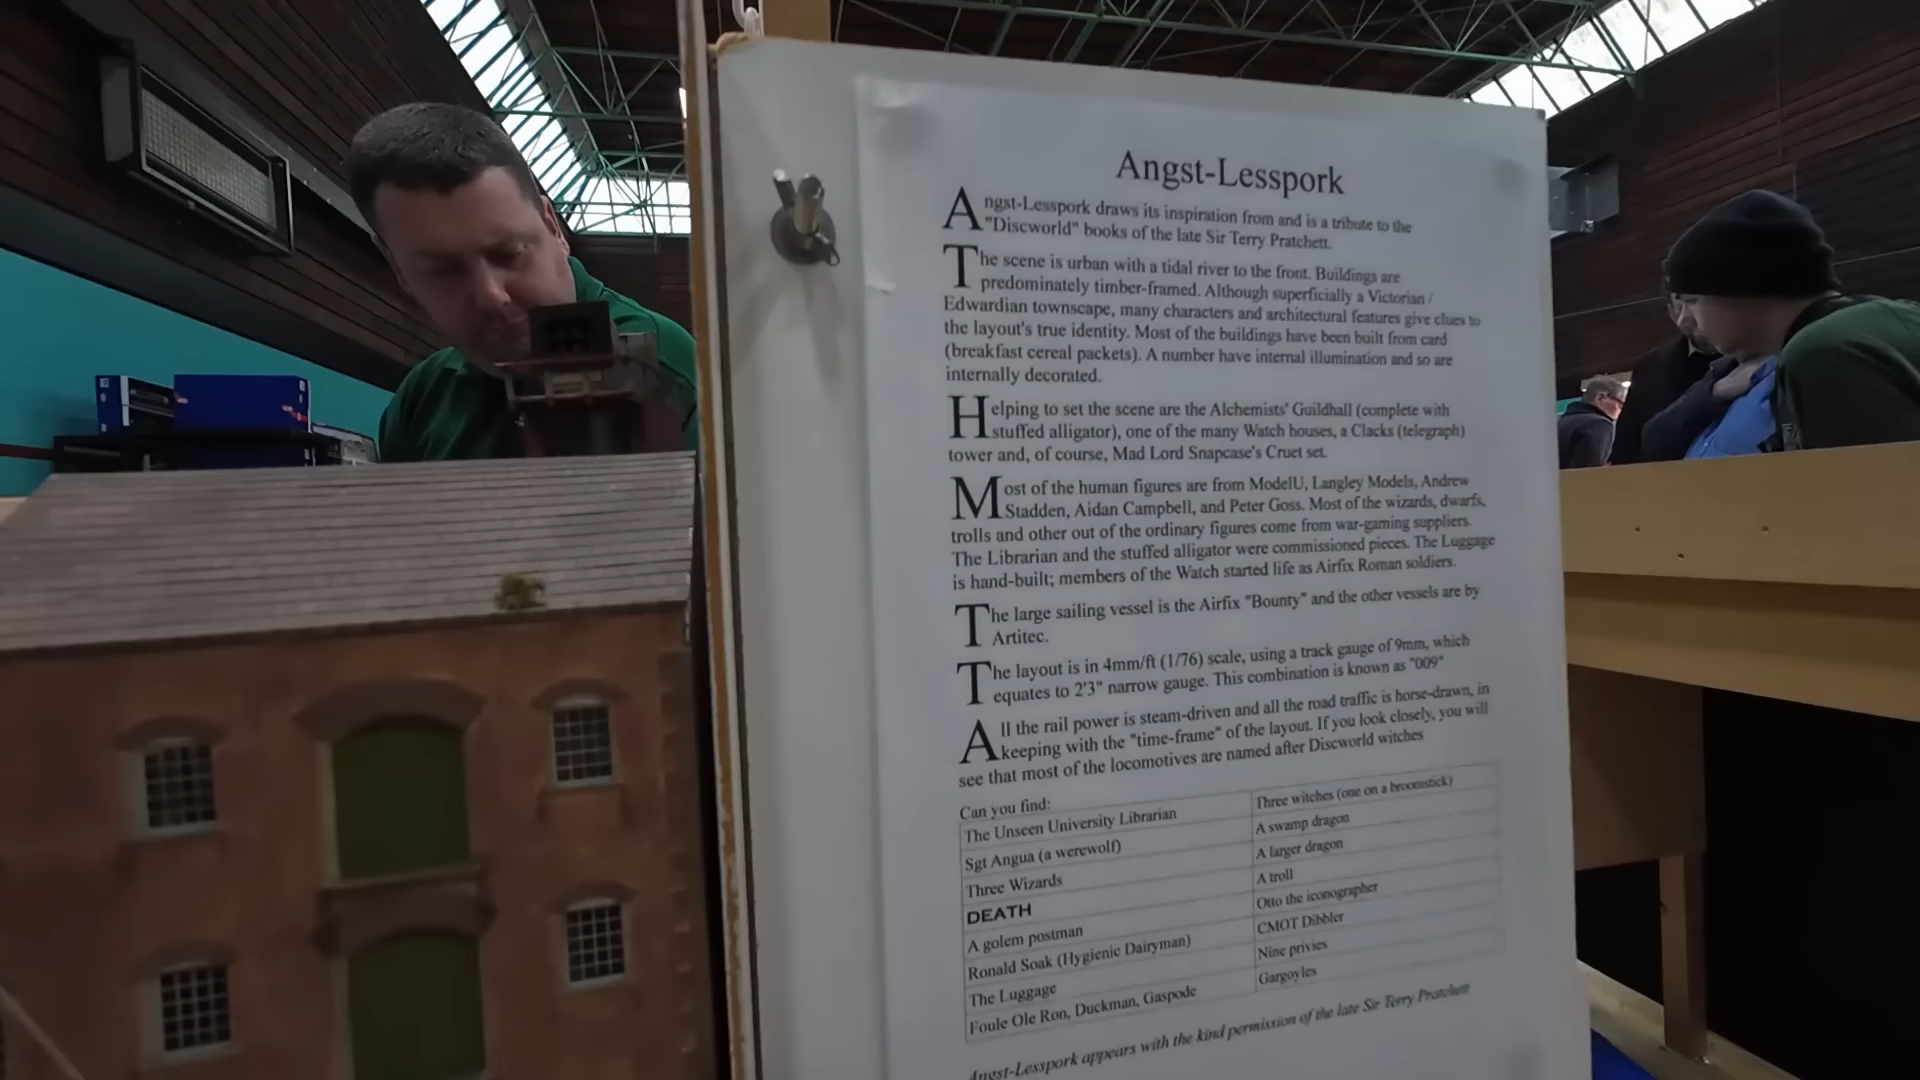 Angst-Lesspork
Angst-Lesspork draws its inspiration from and is a tribute to the
"Discworld" books of the late Sir Terry Pratchett.
The scene is urban with a tidal river to the front. Buildings are
predominately timber-framed. Although superficially a Victorian /
Edwardian townscape, many characters and architectural features give clues to
the layout's true identity. Most of the buildings have been built from card
(breakfast cereal packets). A number have internal illumination and so are
internally decorated.
Helping to set the scene are the Alchemists' Guildhall (complete with
stuffed alligator), one of the many Watch houses, a Clacks (telegraph)
tower and, of course, Mad Lord Snapcase's Cruet set.
Most of the human figures are from ModelU, Langley Models, Andrew
Stadden, Aidan Campbell, and Peter Goss. Most of the wizards, dwarfs,
trolls and other out of the ordinary figures come from war-gaming suppliers.
The Librarian and the stuffed alligator were commissioned pieces. The Luggage
is hand-built; members of the Watch started life as Airfix Roman soldiers.
The large sailing vessel is the Airfix "Bounty" and the other vessels are by
Artitec.
The layout is in 4mm/ft (1/76) scale, using a track gauge of 9mm, which
equates to 2'3" narrow gauge. This combination is known as "009"
All the rail power is steam-driven and all the road traffic is horse-drawn, in
keeping with the "time-frame" of the layout. If you look closely, you will
see that most of the locomotives are named after Discworld witches
Can you find:
The Unseen University Librarian
Three witches (one on a broomstick)
Sgt Angua (a werewolf)
A swamp dragon
Three Wizards
A larger dragon
DEATH
A troll
A golem postman
Otto the iconographer
Ronald Soak (Hygienic Dairyman)
CMOT Dibbler
The Luggage
Nine privies
Foule Ole Ron, Duckman, Gaspode
Gargoyles
Angst-Lesspork appears with the kind permission of the late Sir Terry Pratchett